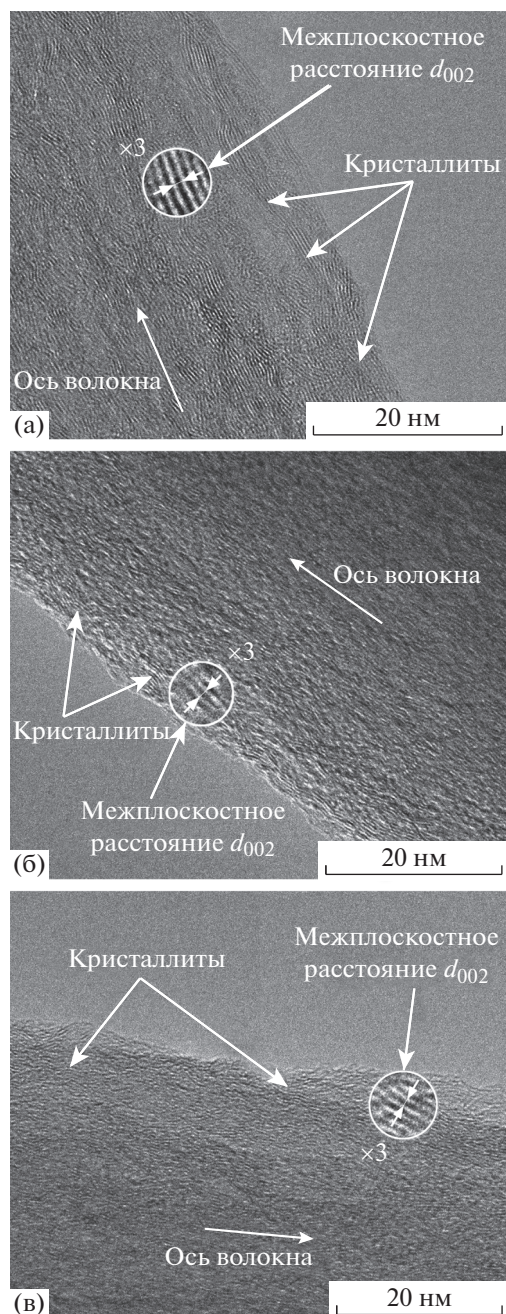 Межплоскостное
расстояние d002
×3
Кристаллиты
Ось волокна
(а)
20 нм
Ось волокна
×3
Кристаллиты
Межплоскостное
расстояние d002
(б)
20 нм
Межплоскостное
расстояние d002
Кристаллиты
×3
Ось волокна
(в)
20 нм